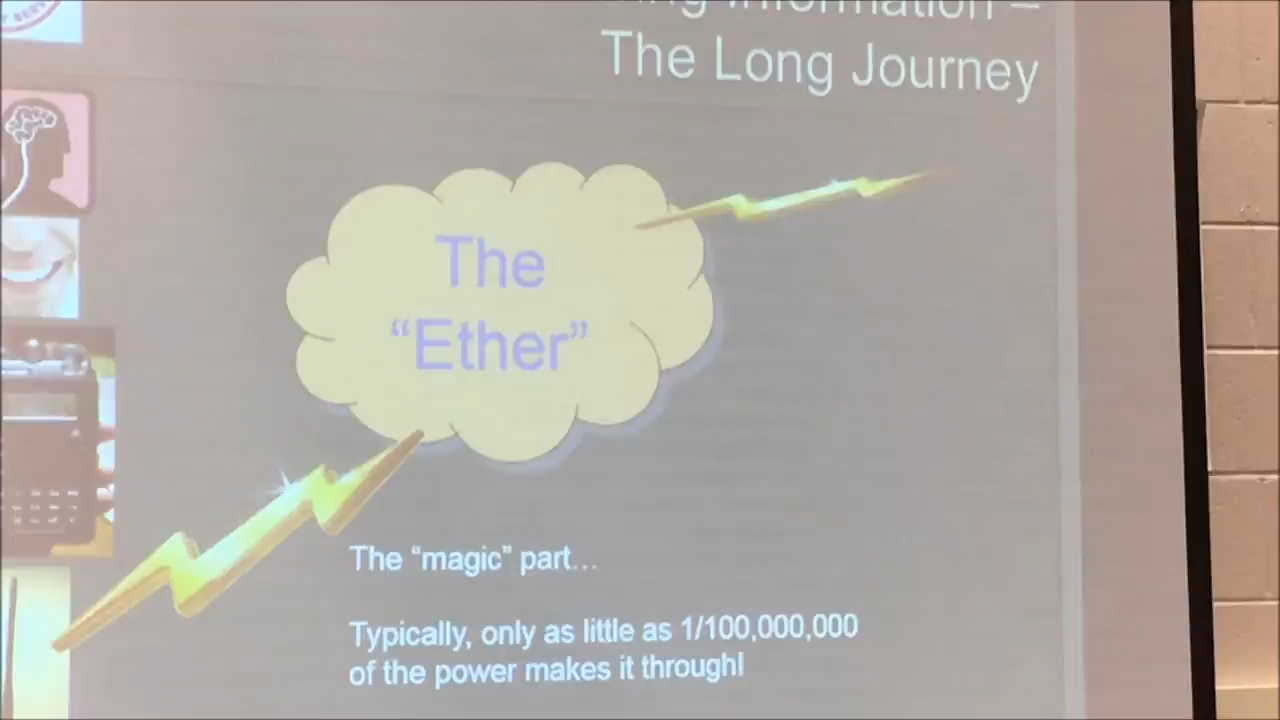 Information –
The Long Journey
The
“Ether”
The “magic” part...
Typically, only as little as 1/100,000,000
of the power makes it through!